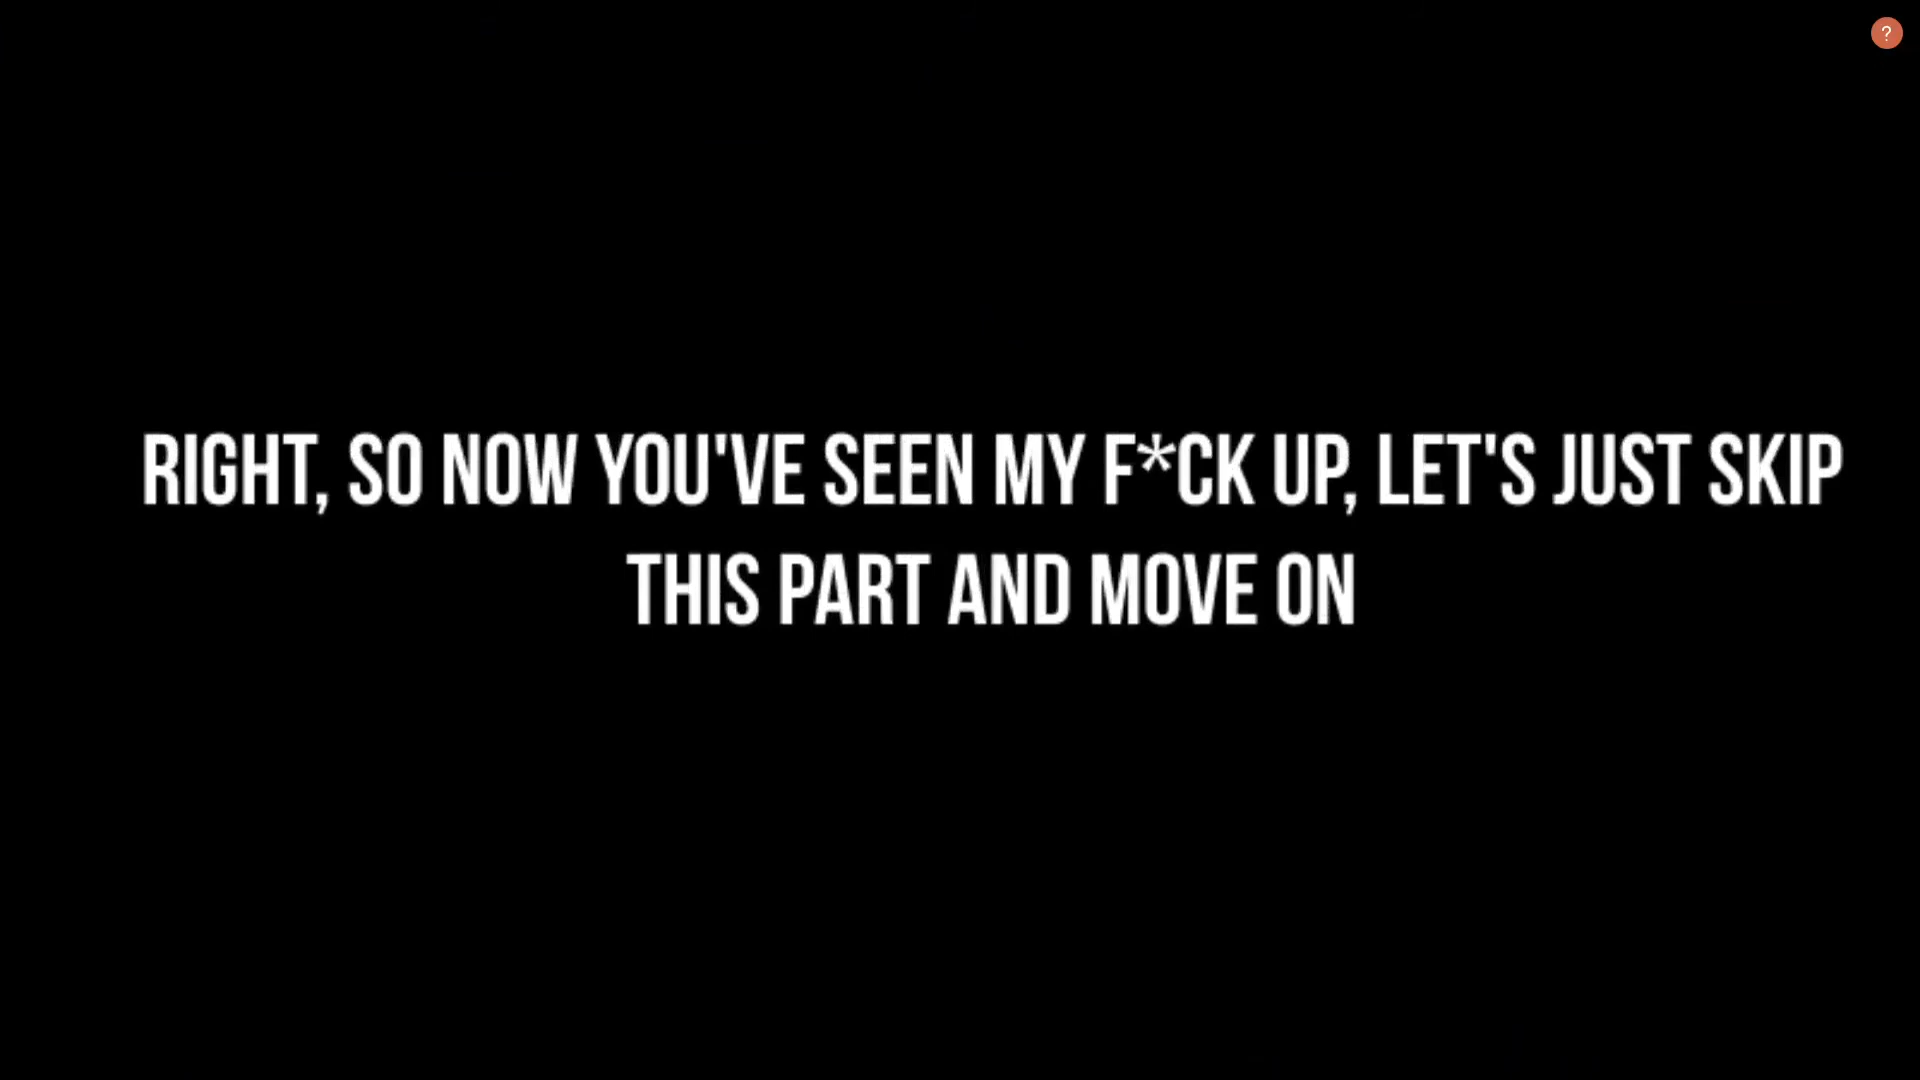 ?
RIGHT, SO NOW YOU'VE SEEN MY F*CK UP, LET'S JUST SKIP
THIS PART AND MOVE ON